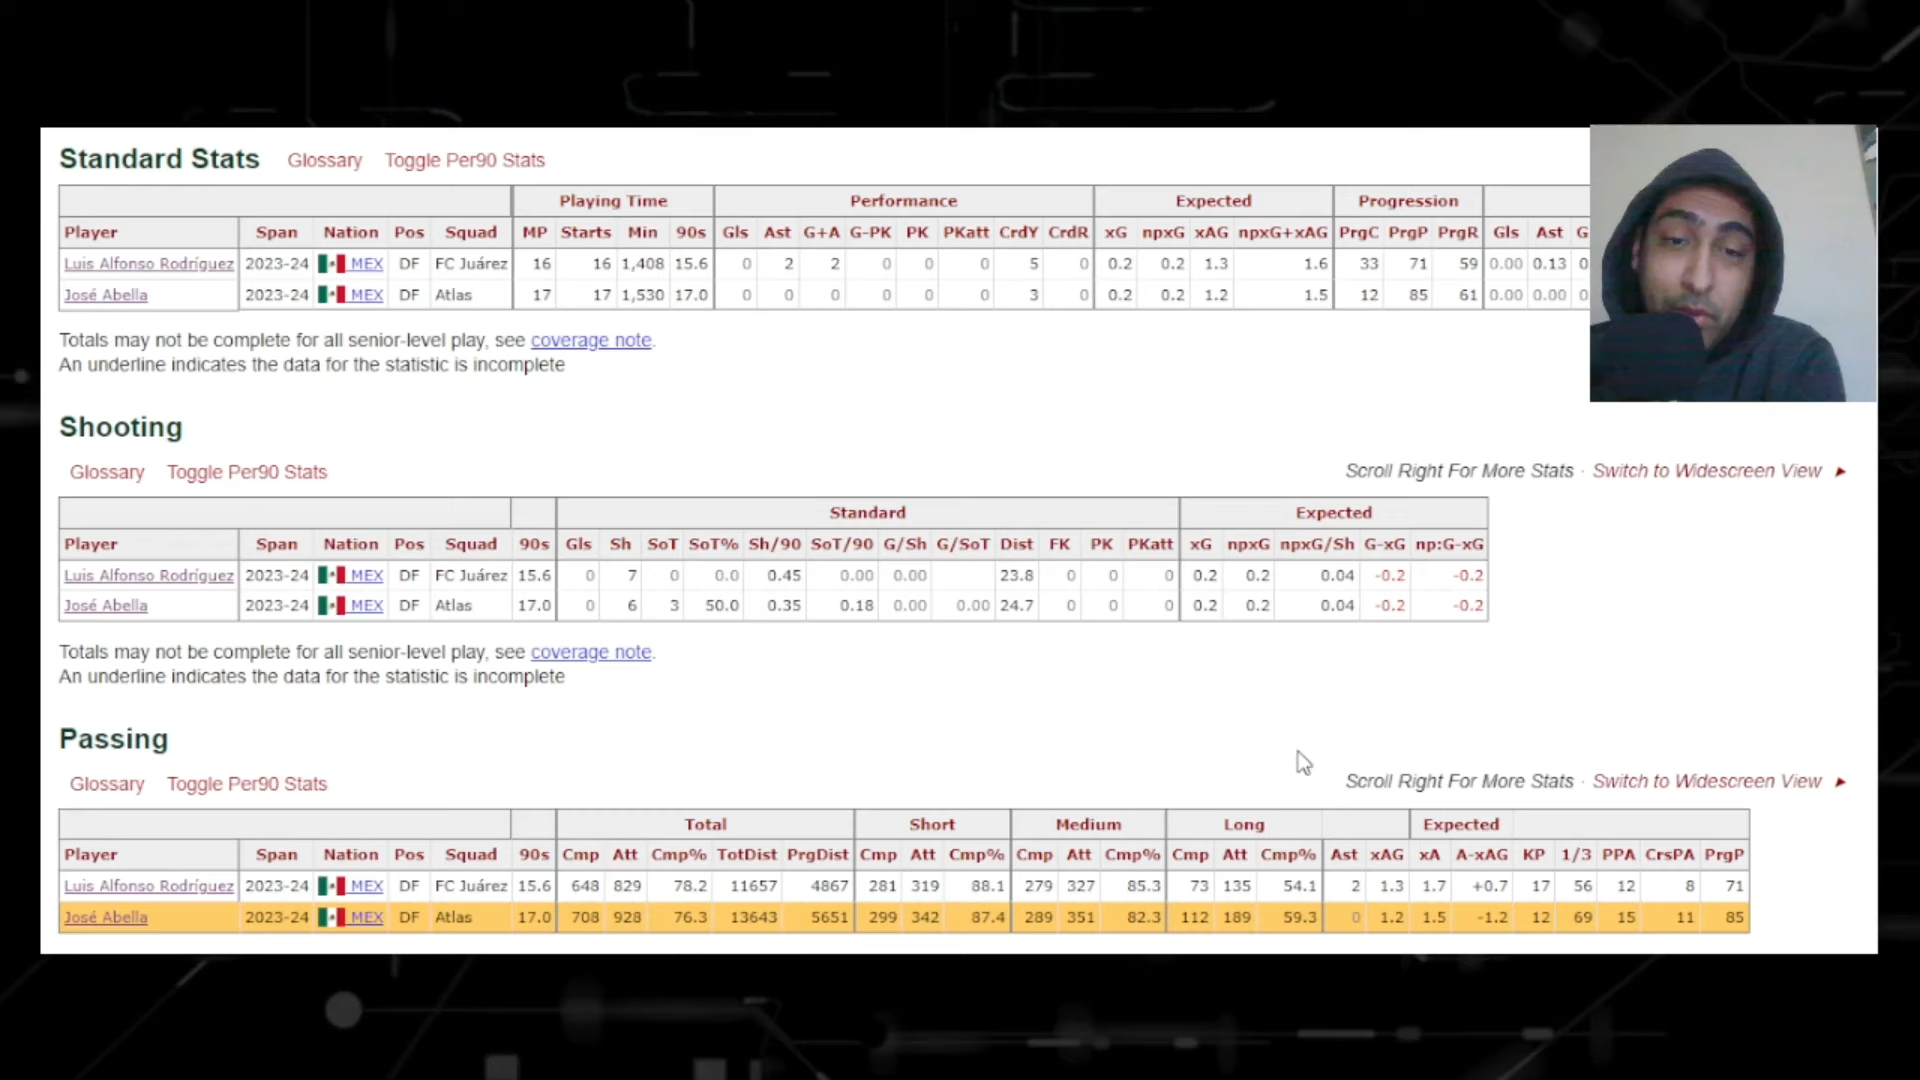 Standard Stats Glossary Toggle Per90 Stats
Playing Time Performance Expected Progression
Player Span Nation Pos Squad MP Starts Min 90s Gls Ast G+A G-PK PK PKatt CrdY CrdR xG npxG xAG npxG+xAG PrgC PrgP PrgR Gls Ast G
Luis Alfonso Rodríguez 2023-24 MEX DF FC Juárez 16 16 1,408 15.6 0 2 2 0 0 0 5 0 0.2 0.2 1.3 1.6 33 71 59 0.00 0.13 0
José Abella 2023-24 MEX DF Atlas 17 17 1,530 17.0 0 0 0 0 0 0 3 0 0.2 0.2 1.2 1.5 12 85 61 0.00 0.00 0
Totals may not be complete for all senior-level play, see coverage note.
An underline indicates the data for the statistic is incomplete
Shooting
Glossary Toggle Per90 Stats Scroll Right For More Stats · Switch to Widescreen View ►
Standard Expected
Player Span Nation Pos Squad 90s Gls Sh SoT SoT% Sh/90 SoT/90 G/Sh G/SoT Dist FK PK PKatt xG npxG npxG/Sh G-xG np:G-xG
Luis Alfonso Rodríguez 2023-24 MEX DF FC Juárez 15.6 0 7 0 0.0 0.45 0.00 0.00 23.8 0 0 0 0.2 0.2 0.04 -0.2 -0.2
José Abella 2023-24 MEX DF Atlas 17.0 0 6 3 50.0 0.35 0.18 0.00 0.00 24.7 0 0 0 0.2 0.2 0.04 -0.2 -0.2
Totals may not be complete for all senior-level play, see coverage note.
An underline indicates the data for the statistic is incomplete
Passing
Glossary Toggle Per90 Stats Scroll Right For More Stats · Switch to Widescreen View ►
Total Short Medium Long Expected
Player Span Nation Pos Squad 90s Cmp Att Cmp% TotDist PrgDist Cmp Att Cmp% Cmp Att Cmp% Cmp Att Cmp% Ast xAG xA A-xAG KP 1/3 PPA CrsPA PrgP
Luis Alfonso Rodríguez 2023-24 MEX DF FC Juárez 15.6 648 829 78.2 11657 4867 281 319 88.1 279 327 85.3 73 135 54.1 2 1.3 1.7 +0.7 17 56 12 8 71
José Abella 2023-24 MEX DF Atlas 17.0 708 928 76.3 13643 5651 299 342 87.4 289 351 82.3 112 189 59.3 0 1.2 1.5 -1.2 12 69 15 11 85